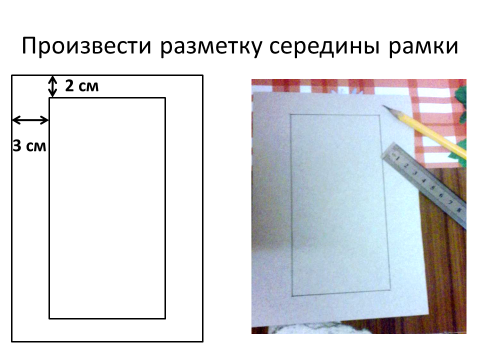 Произвести разметку середины рамки
2 см
3 см